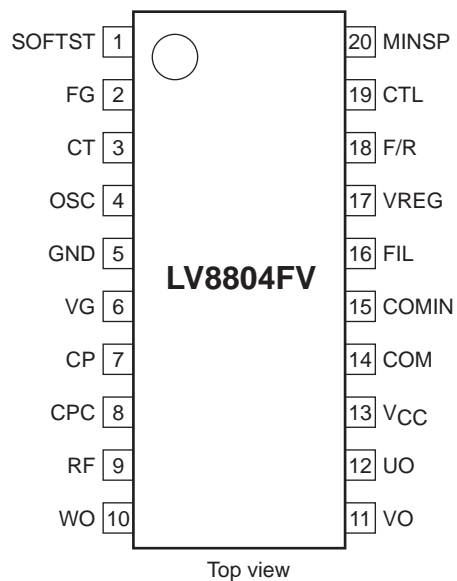 SOFTST 1
FG 2
CT 3
OSC 4
GND 5
VG 6
CP 7
CPC 8
RF 9
WO 10
LV8804FV
20 MINSP
19 CTL
18 F/R
17 VREG
16 FIL
15 COMIN
14 COM
13 VCC
12 UO
11 VO
Top view